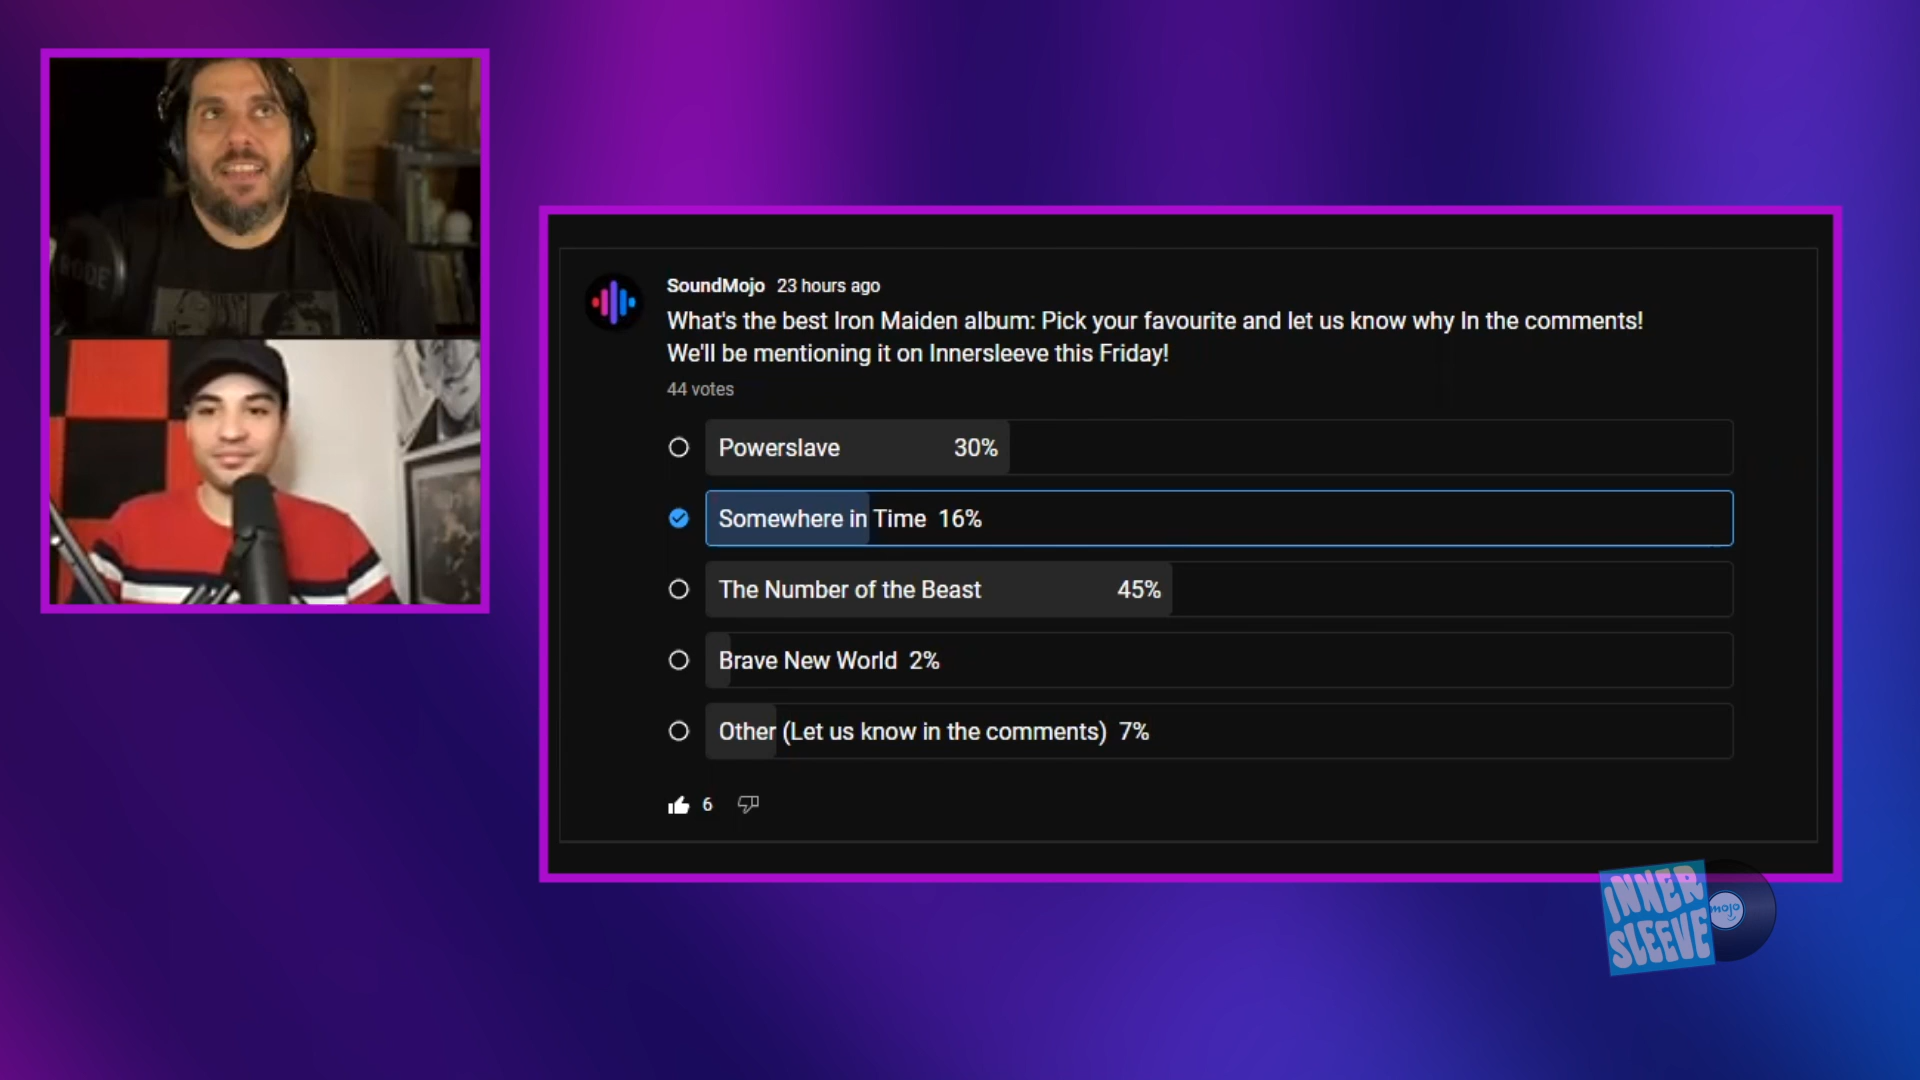 RODE
SoundMojo 23 hours ago
What's the best Iron Maiden album: Pick your favourite and let us know why In the comments!
We'll be mentioning it on Innersleeve this Friday!
44 votes
Powerslave 30%
Somewhere in Time 16%
The Number of the Beast 45%
Brave New World 2%
Other (Let us know in the comments) 7%
6
INNER
SLEEVE
mojo